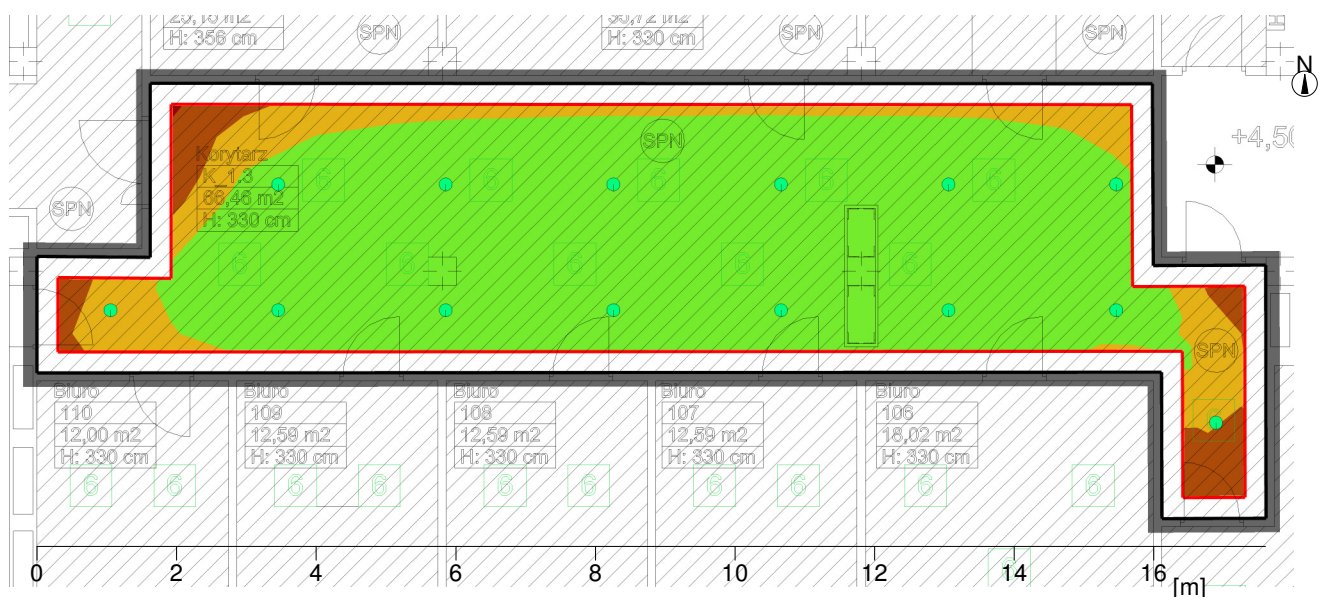 25,15 m2
H: 356 cm
SPN
35,72 m2
H: 330 cm
SPN
SPN
N
+4,50
SPN
Korytarz
K_1.3
66,46 m2
H: 330 cm
SPN
6 6 6 6 6
6 6 6 6 6
SPN
Biuro
110
12,00 m2
H: 330 cm
Biuro
109
12,59 m2
H: 330 cm
Biuro
108
12,59 m2
H: 330 cm
Biuro
107
12,59 m2
H: 330 cm
Biuro
106
18,02 m2
H: 330 cm
6 6 6 6 6 6 6 6 6 6
0 2 4 6 8 10 12 14 16 [m]